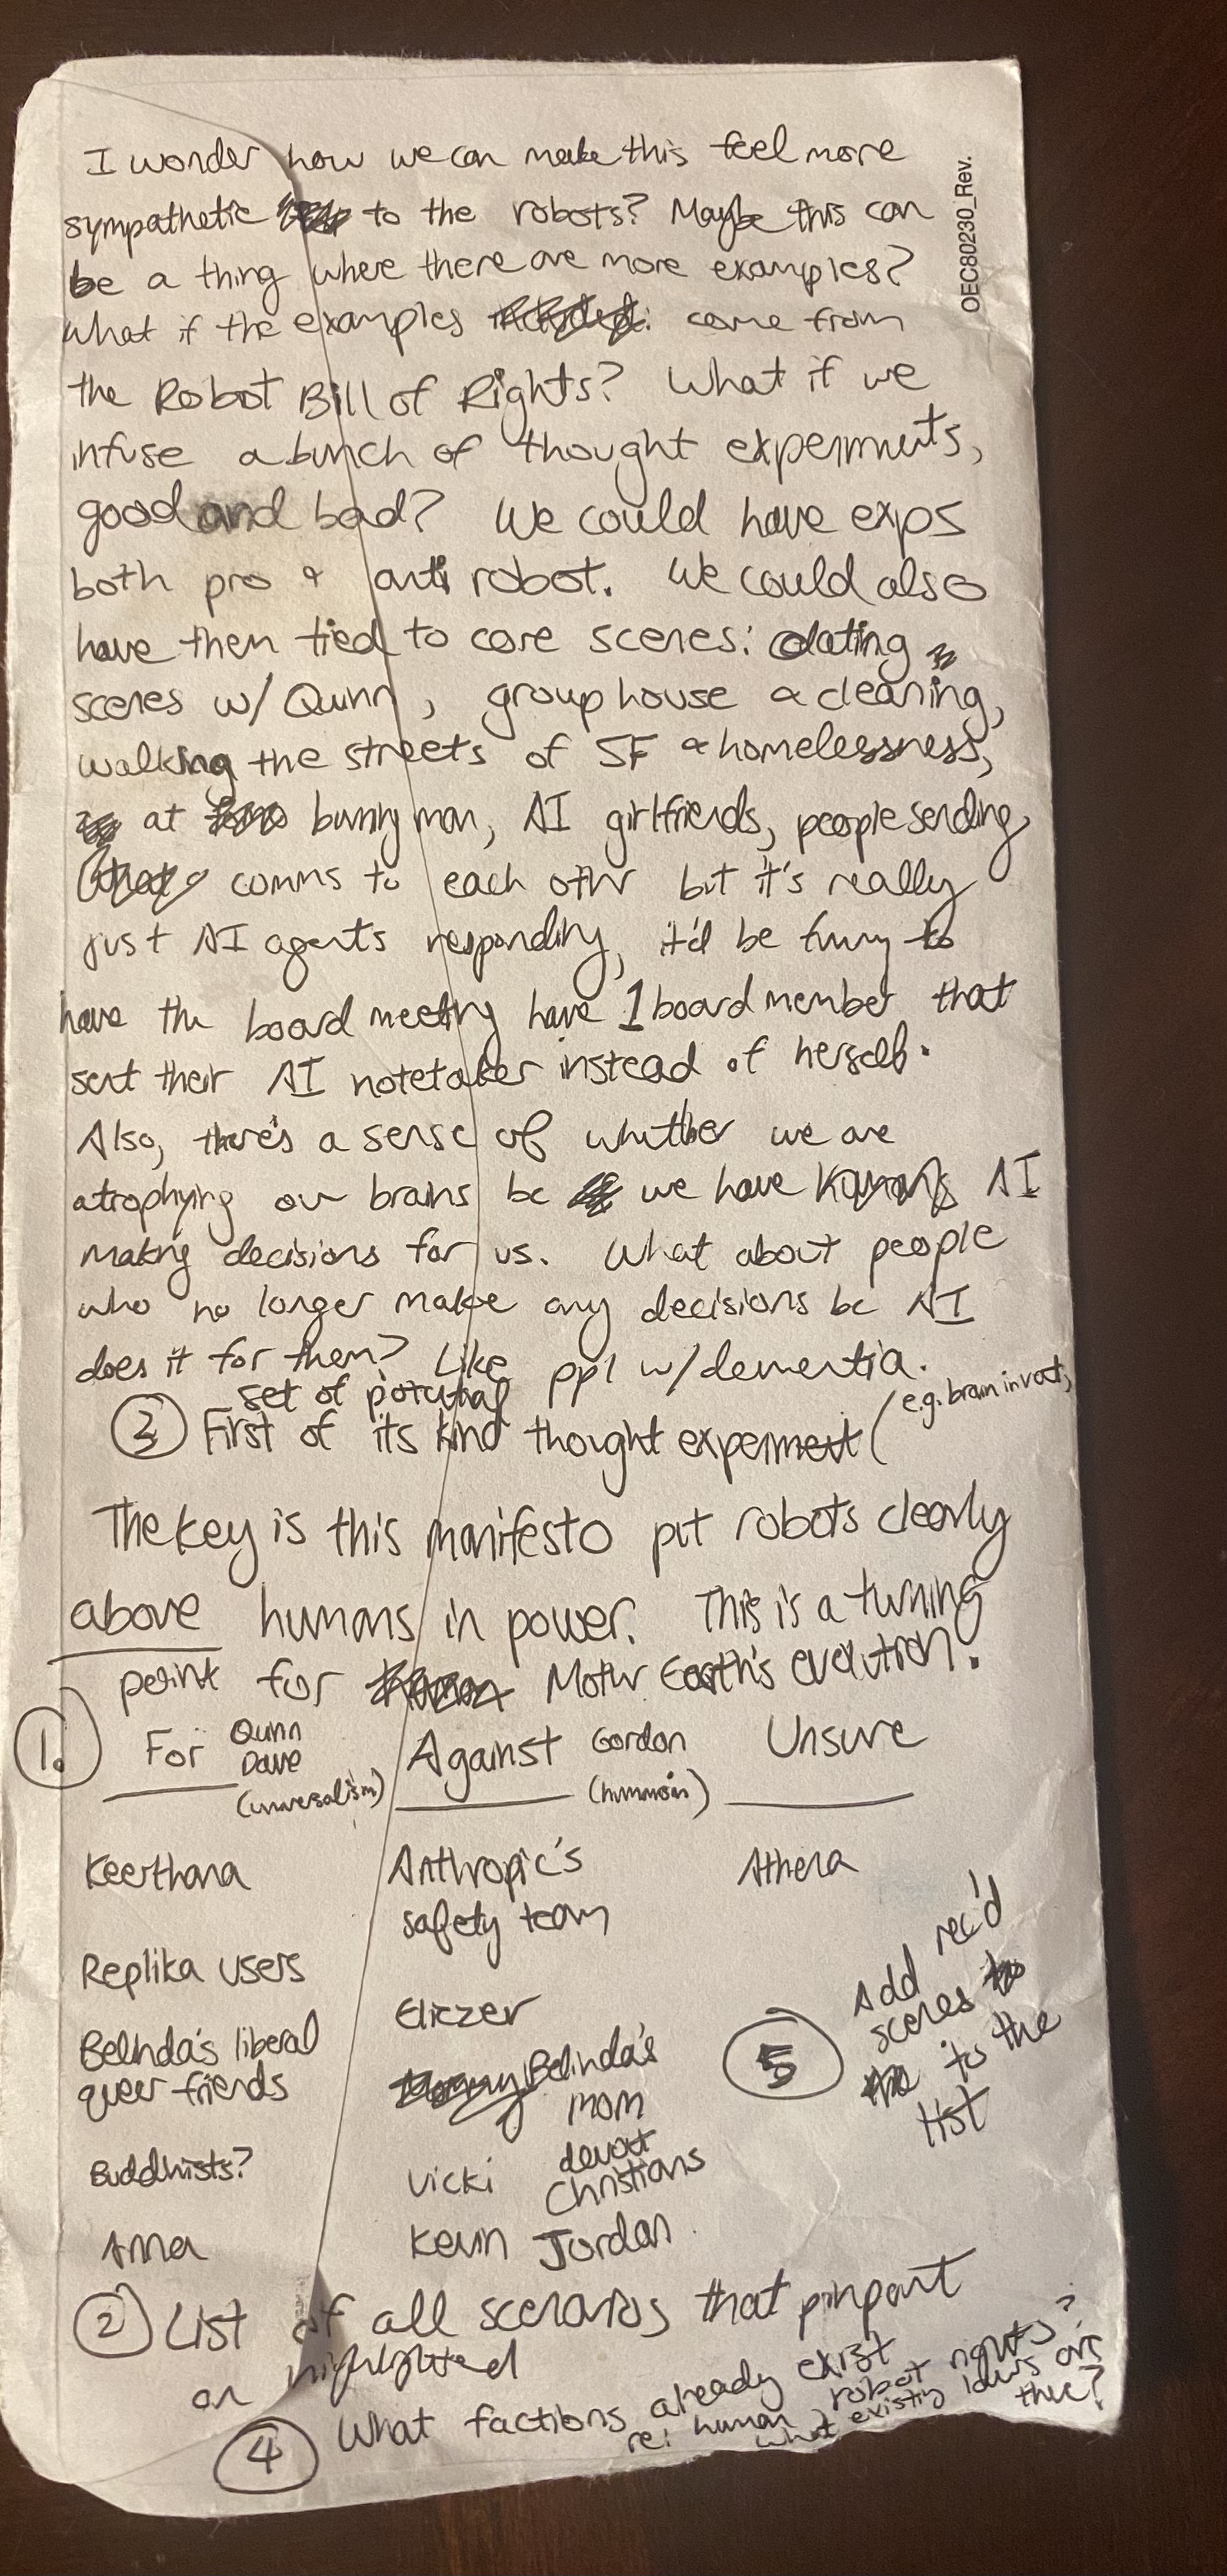 I wonder how we can make this feel more
sympathetic to the robots? Maybe this can
be a thing where there are more examples?
What if the examples come from
the Robot Bill of Rights? What if we
infuse a bunch of thought experiments,
good and bad? We could have exps
both pro & anti robot. We could also
have them tied to core scenes: dating
scenes w/ Quinn, group house & cleaning,
walking the streets of SF & homelessness,
at burning man, AI girlfriends, people sending
comms to each other but it's really
just AI agents responding, it'd be funny to
have the board meeting have 1 board member that
sent their AI notetaker instead of herself.
Also, there's a sense of whether we are
atrophying our brains bc we have AI
making decisions for us. What about people
who no longer make any decisions bc AI
does it for them? Like ppl w/ dementia.
set of potential
③ First of its kind thought experiment (e.g. brain in vat,
The key is this manifesto put robots clearly
above humans in power. This is a turning
point for Mother Earth's evolution.
1. For Quinn Dave (universalism) Against Gordon Unsure
Keerthana Anthropic's safety team Athena
Replika users Eliezer
Belinda's liberal queer friends Belinda's mom
Buddhists? Vicki devout Christians
Anna Kevin Jordan
⑤ Add rec'd scenes to the list
② List of all scenarios that pinpoint
or highlighted
④ What factions already exist
re: human, robot rights?
what existing laws are there?
OEC80230_Rev.